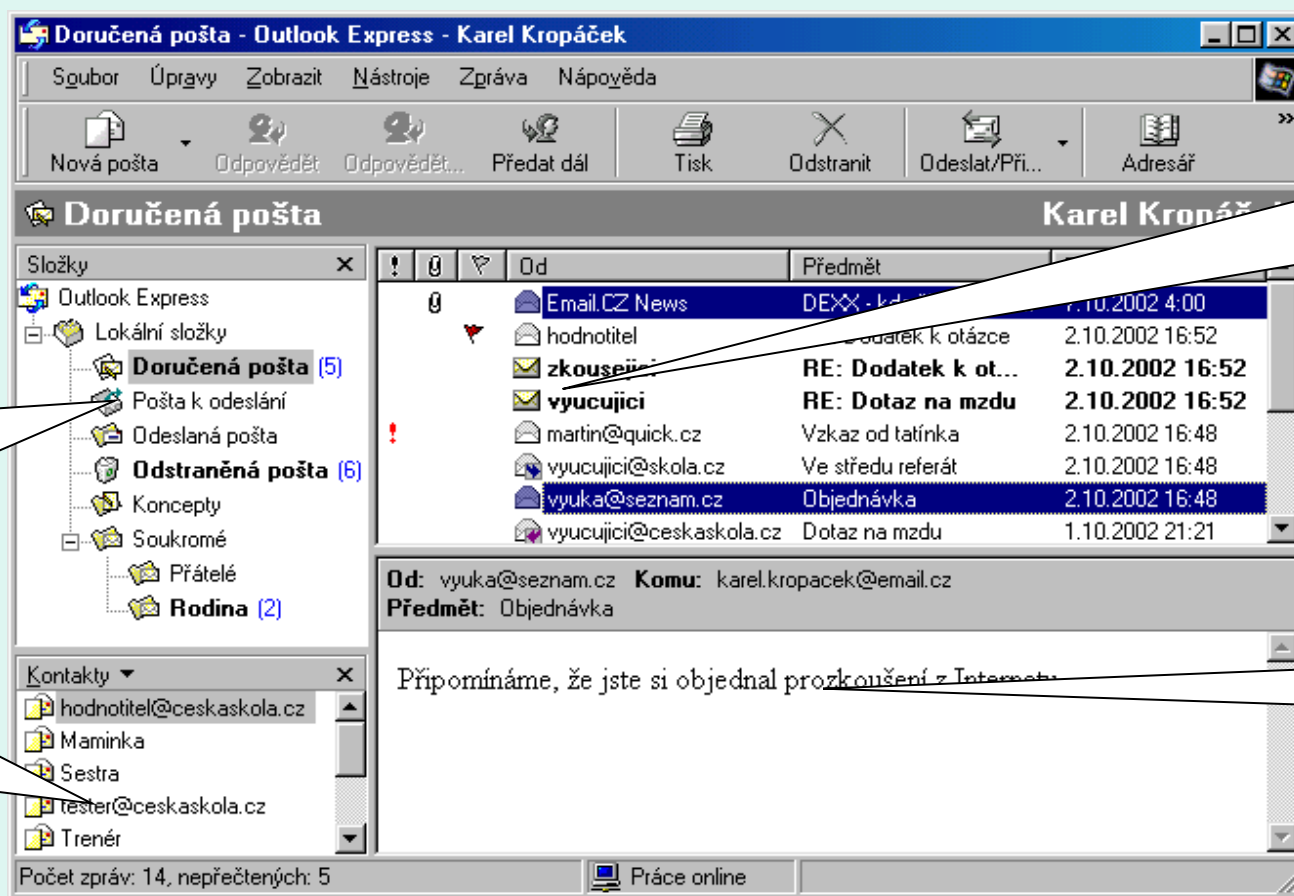 Doručená pošta - Outlook Express - Karel Kropáček
Soubor Úpravy Zobrazit Nástroje Zpráva Nápověda
Nová pošta Odpovědět Odpovědět... Předat dál Tisk Odstranit Odeslat/Při... Adresář
Doručená pošta Karel
Složky
Outlook Express
Lokální složky
Doručená pošta (5)
Pošta k odeslání
Odeslaná pošta
Odstraněná pošta (6)
Koncepty
Soukromé
Přátelé
Rodina (2)
Kontakty
hodnotitel@ceskaskola.cz
Maminka
Sestra
tester@ceskaskola.cz
Trenér
Od Předmět
Email.CZ News DEXX - .10.2002 4:00
hodnotitel Dodatek k otázce 2.10.2002 16:52
zkousejici RE: Dodatek k ot... 2.10.2002 16:52
vyucujici RE: Dotaz na mzdu 2.10.2002 16:52
martin@quick.cz Vzkaz od tatínka 2.10.2002 16:48
vyucujici@skola.cz Ve středu referát 2.10.2002 16:48
vyuka@seznam.cz Objednávka 2.10.2002 16:48
vyucujici@ceskaskola.cz Dotaz na mzdu 1.10.2002 21:21
Od: vyuka@seznam.cz Komu: karel.kropacek@email.cz
Předmět: Objednávka
Připomínáme, že jste si objednal prozkoušení z Internetu
Počet zpráv: 14, nepřečtených: 5 Práce online